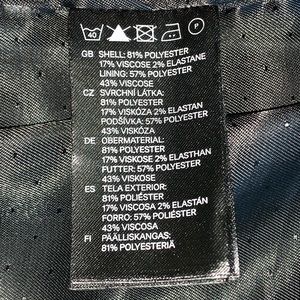 40 P
GB SHELL: 81% POLYESTER
17% VISCOSE 2% ELASTANE
LINING: 57% POLYESTER
43% VISCOSE
CZ SVRCHNÍ LÁTKA:
81% POLYESTER
17% VISKÓZA 2% ELASTAN
PODŠÍVKA: 57% POLYESTER
43% VISKÓZA
DE OBERMATERIAL:
81% POLYESTER
17% VISKOSE 2% ELASTHAN
FUTTER: 57% POLYESTER
43% VISKOSE
ES TELA EXTERIOR:
81% POLIÉSTER
17% VISCOSA 2% ELASTÁN
FORRO: 57% POLIÉSTER
43% VISCOSA
FI PÄÄLLISKANGAS:
81% POLYESTERIÄ